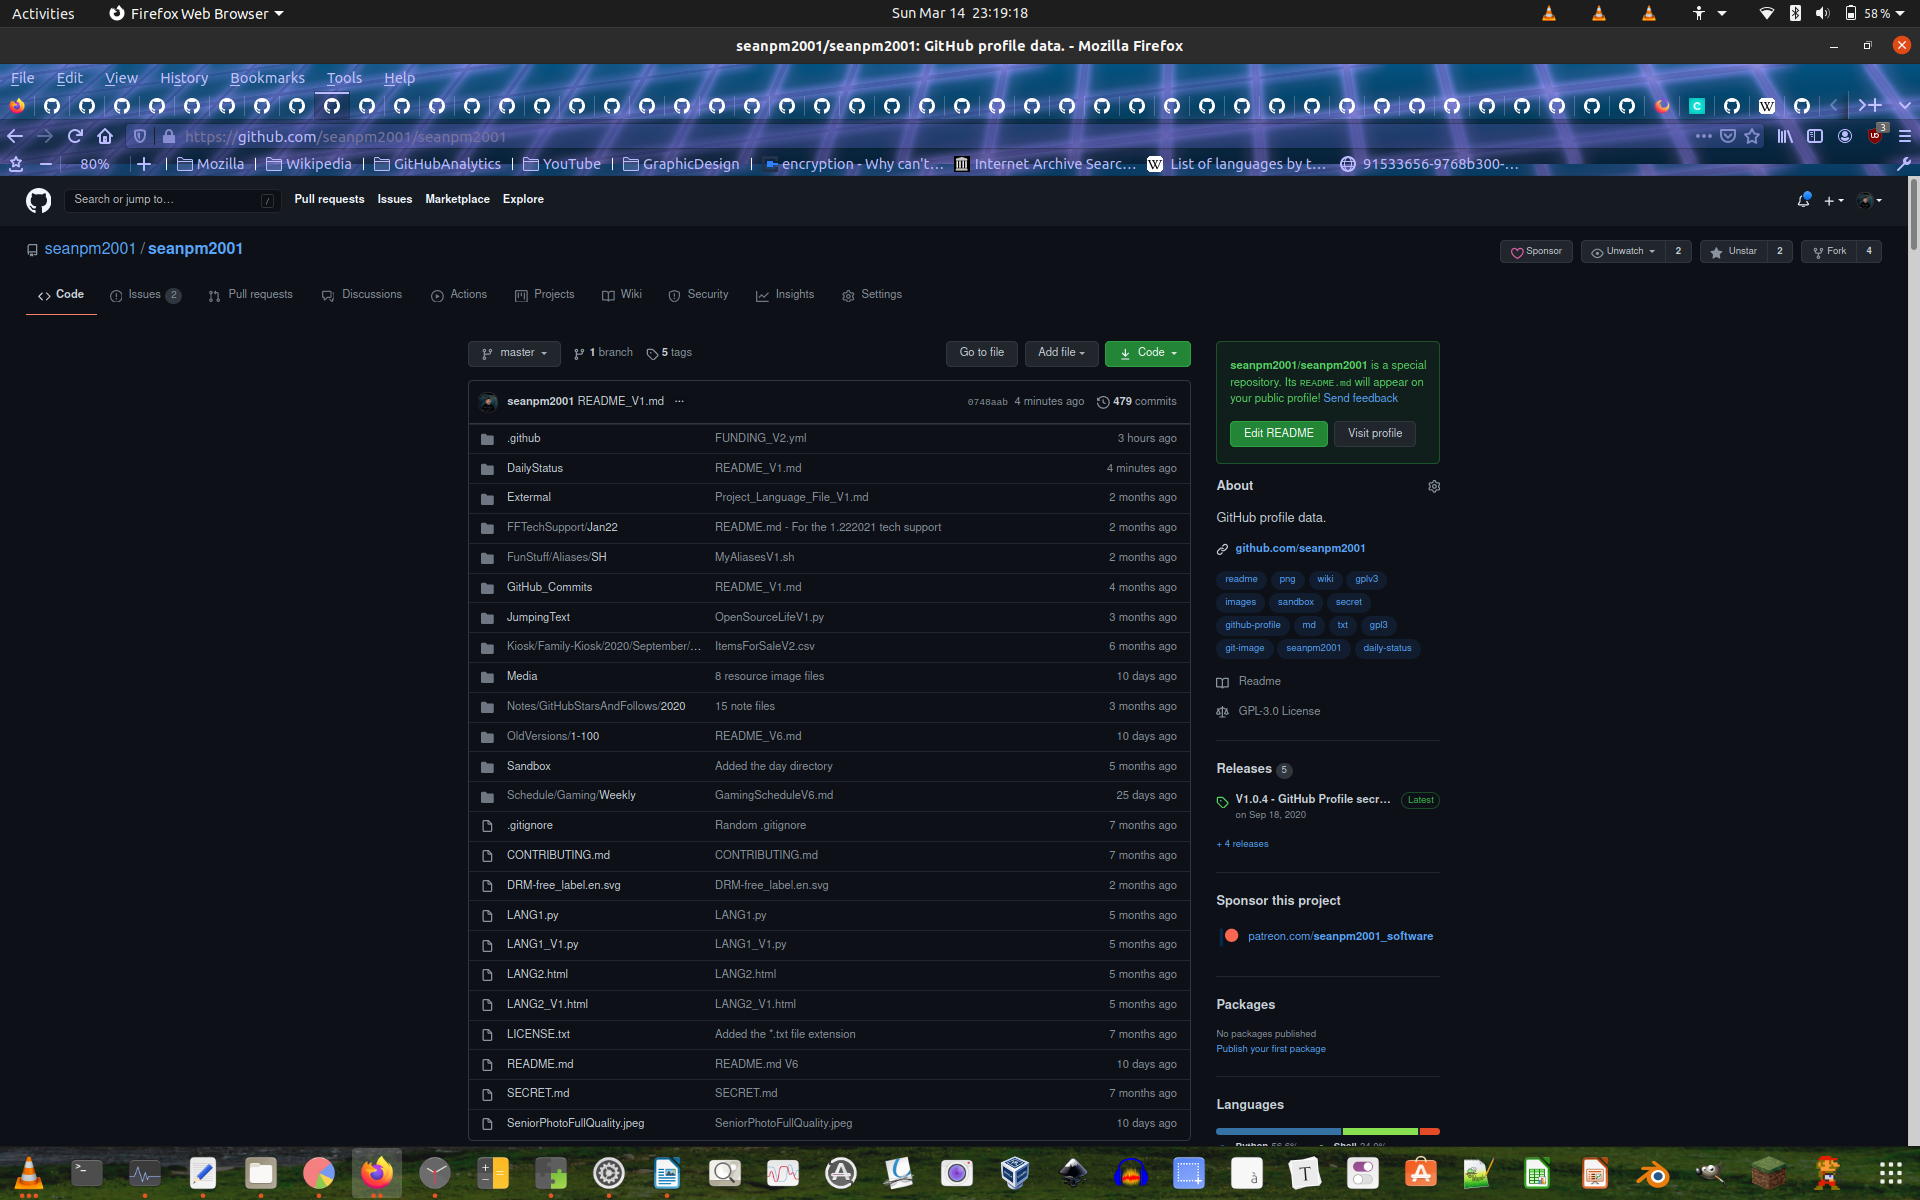 Activities Firefox Web Browser Sun Mar 14 23:19:18 58 %
seanpm2001/seanpm2001: GitHub profile data. - Mozilla Firefox
File Edit View History Bookmarks Tools Help
https://github.com/seanpm2001/seanpm2001 3
80% Mozilla Wikipedia GitHubAnalytics YouTube GraphicDesign encryption - Why can't… Internet Archive Searc… List of languages by t… 91533656-9768b300-…
Search or jump to… / Pull requests Issues Marketplace Explore
seanpm2001 / seanpm2001 Sponsor Unwatch 2 Unstar 2 Fork 4
Code Issues 2 Pull requests Discussions Actions Projects Wiki Security Insights Settings
master 1 branch 5 tags Go to file Add file Code
seanpm2001 README_V1.md ... 0748aab 4 minutes ago 479 commits
.github FUNDING_V2.yml 3 hours ago
DailyStatus README_V1.md 4 minutes ago
Extermal Project_Language_File_V1.md 2 months ago
FFTechSupport/Jan22 README.md - For the 1.222021 tech support 2 months ago
FunStuff/Aliases/SH MyAliasesV1.sh 2 months ago
GitHub_Commits README_V1.md 4 months ago
JumpingText OpenSourceLifeV1.py 3 months ago
Kiosk/Family-Kiosk/2020/September/... ItemsForSaleV2.csv 6 months ago
Media 8 resource image files 10 days ago
Notes/GitHubStarsAndFollows/2020 15 note files 3 months ago
OldVersions/1-100 README_V6.md 10 days ago
Sandbox Added the day directory 5 months ago
Schedule/Gaming/Weekly GamingScheduleV6.md 25 days ago
.gitignore Random .gitignore 7 months ago
CONTRIBUTING.md CONTRIBUTING.md 7 months ago
DRM-free_label.en.svg DRM-free_label.en.svg 2 months ago
LANG1.py LANG1.py 5 months ago
LANG1_V1.py LANG1_V1.py 5 months ago
LANG2.html LANG2.html 5 months ago
LANG2_V1.html LANG2_V1.html 5 months ago
LICENSE.txt Added the *.txt file extension 7 months ago
README.md README.md V6 10 days ago
SECRET.md SECRET.md 7 months ago
SeniorPhotoFullQuality.jpeg SeniorPhotoFullQuality.jpeg 10 days ago
seanpm2001/seanpm2001 is a special
repository. Its README.md will appear on
your public profile! Send feedback
Edit README Visit profile
About
GitHub profile data.
github.com/seanpm2001
readme png wiki gplv3
images sandbox secret
github-profile md txt gpl3
git-image seanpm2001 daily-status
Readme
GPL-3.0 License
Releases 5
V1.0.4 - GitHub Profile secr... Latest
on Sep 18, 2020
+ 4 releases
Sponsor this project
patreon.com/seanpm2001_software
Packages
No packages published
Publish your first package
Languages
Python 56.6% Shell 34.0%